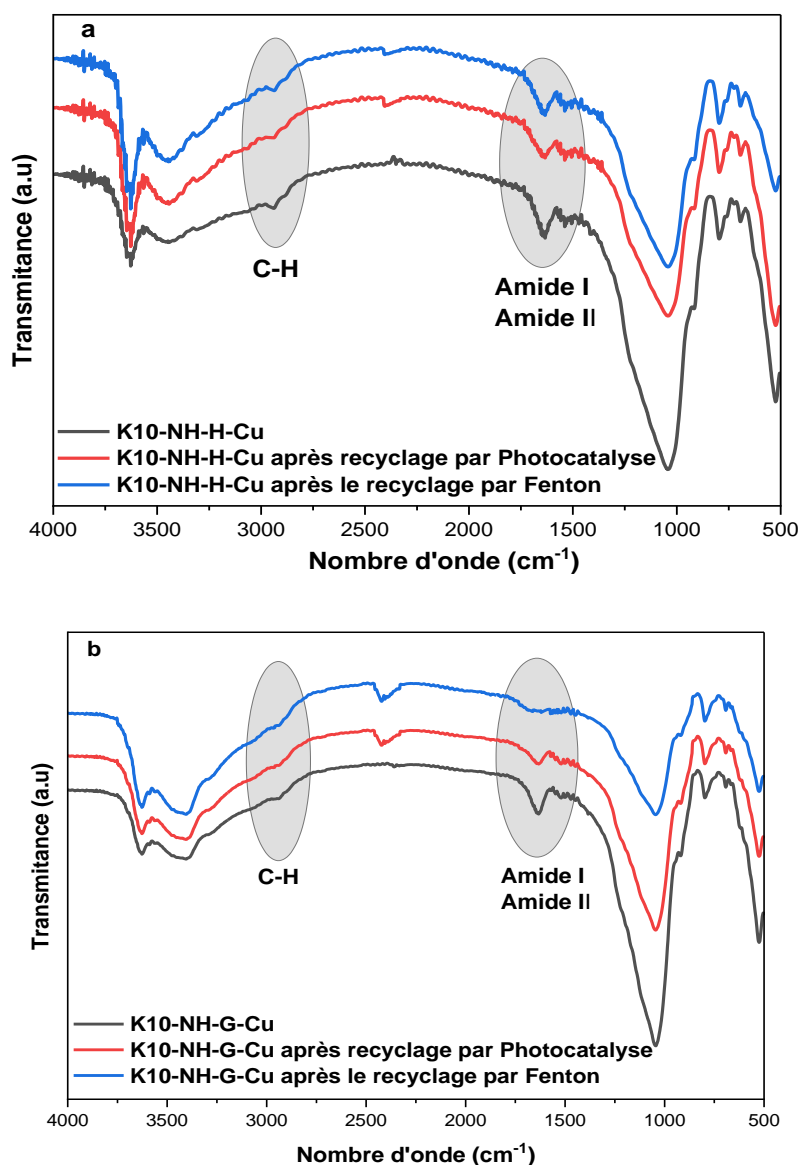 a
Transmitance (a.u)
C-H
Amide I
Amide II
K10-NH-H-Cu
K10-NH-H-Cu après recyclage par Photocatalyse
K10-NH-H-Cu après le recyclage par Fenton
4000 3500 3000 2500 2000 1500 1000 500
Nombre d'onde (cm⁻¹)
b
Transmitance (a.u)
C-H
Amide I
Amide II
K10-NH-G-Cu
K10-NH-G-Cu après recyclage par Photocatalyse
K10-NH-G-Cu après le recyclage par Fenton
4000 3500 3000 2500 2000 1500 1000 500
Nombre d'onde (cm⁻¹)